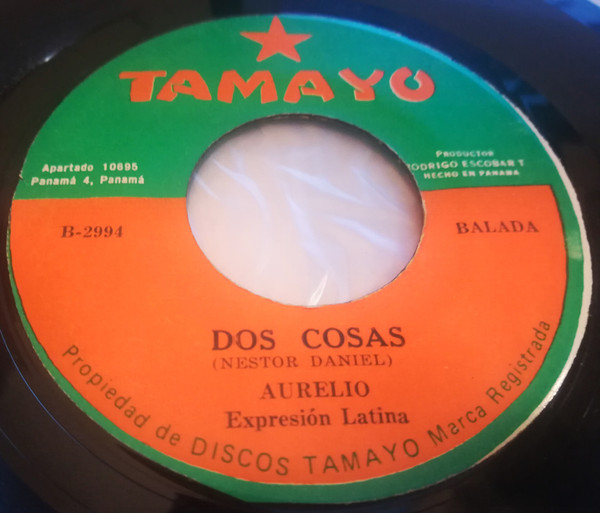 TAMAYO
Apartado 10695
Panamá 4, Panamá
PRODUCTOR
RODRIGO ESCOBAR T.
HECHO EN PANAMA
B-2994
BALADA
DOS COSAS
(NESTOR DANIEL)
AURELIO
Expresión Latina
Propiedad de DISCOS TAMAYO Marca Registrada